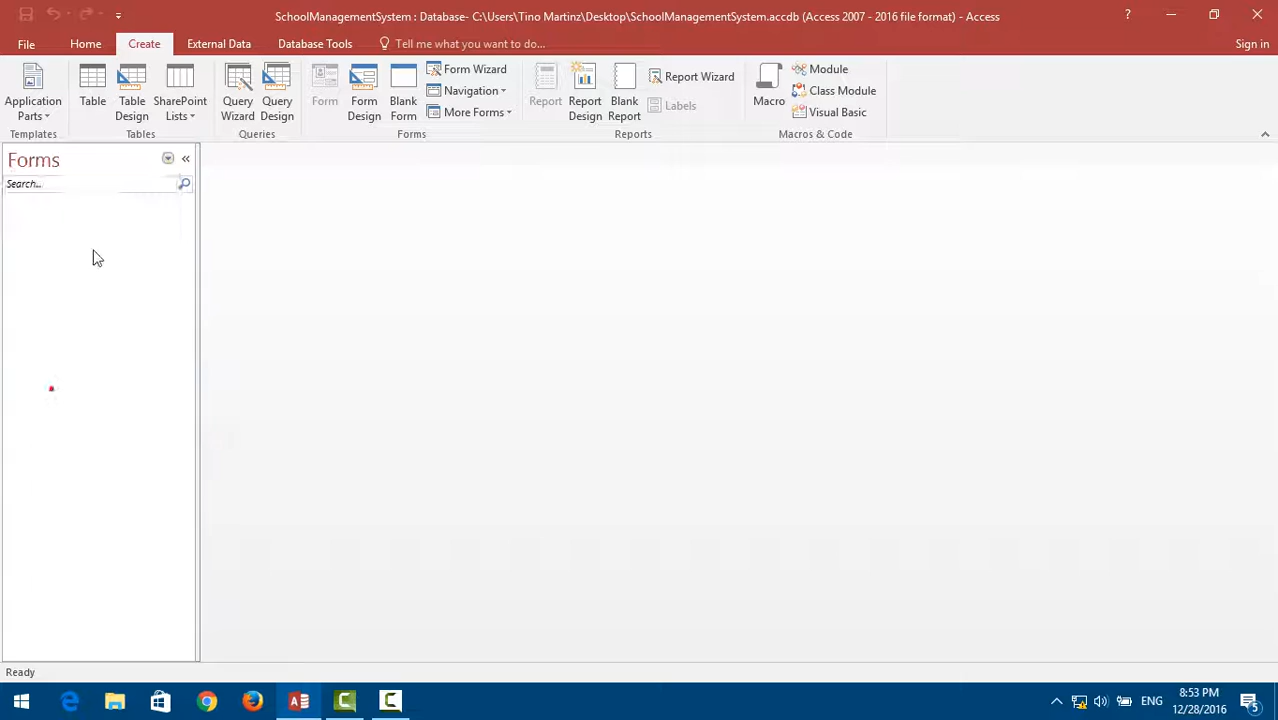 SchoolManagementSystem : Database- C:\Users\Tino Martinz\Desktop\SchoolManagementSystem.accdb (Access 2007 - 2016 file format) - Access
?
File Home Create External Data Database Tools Tell me what you want to do... Sign in
Application Parts
Table
Table Design
SharePoint Lists
Query Wizard
Query Design
Form
Form Design
Blank Form
Form Wizard
Navigation
More Forms
Report
Report Design
Blank Report
Report Wizard
Labels
Macro
Module
Class Module
Visual Basic
Templates Tables Queries Forms Reports Macros & Code
Forms
Search...
Ready
ENG
8:53 PM
12/28/2016
5